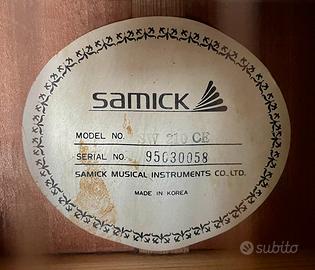 samick
MODEL NO. SW 210 CE
SERIAL NO. 95030058
SAMICK MUSICAL INSTRUMENTS CO.,LTD.
MADE IN KOREA
subito